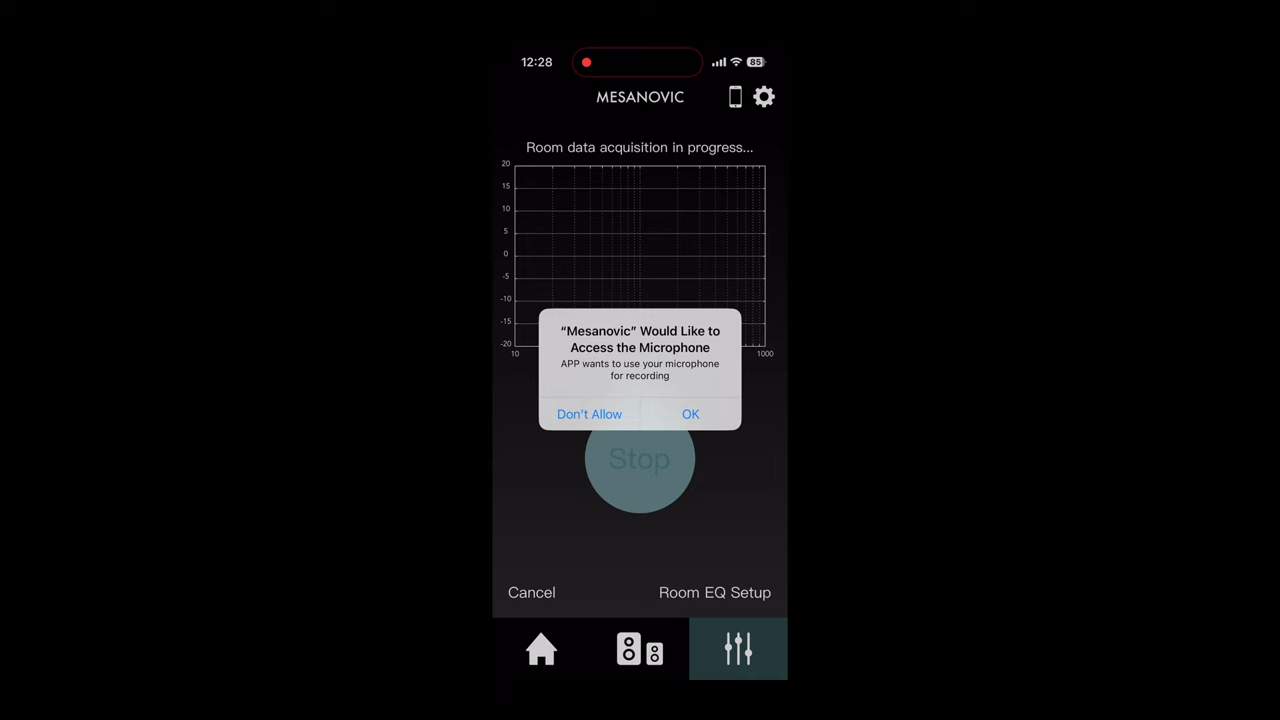 12:28
85
MESANOVIC
Room data acquisition in progress...
20
15
10
5
0
-5
-10
-15
-20
10
1000
“Mesanovic” Would Like to
Access the Microphone
APP wants to use your microphone
for recording
Don’t Allow
OK
Stop
Cancel
Room EQ Setup